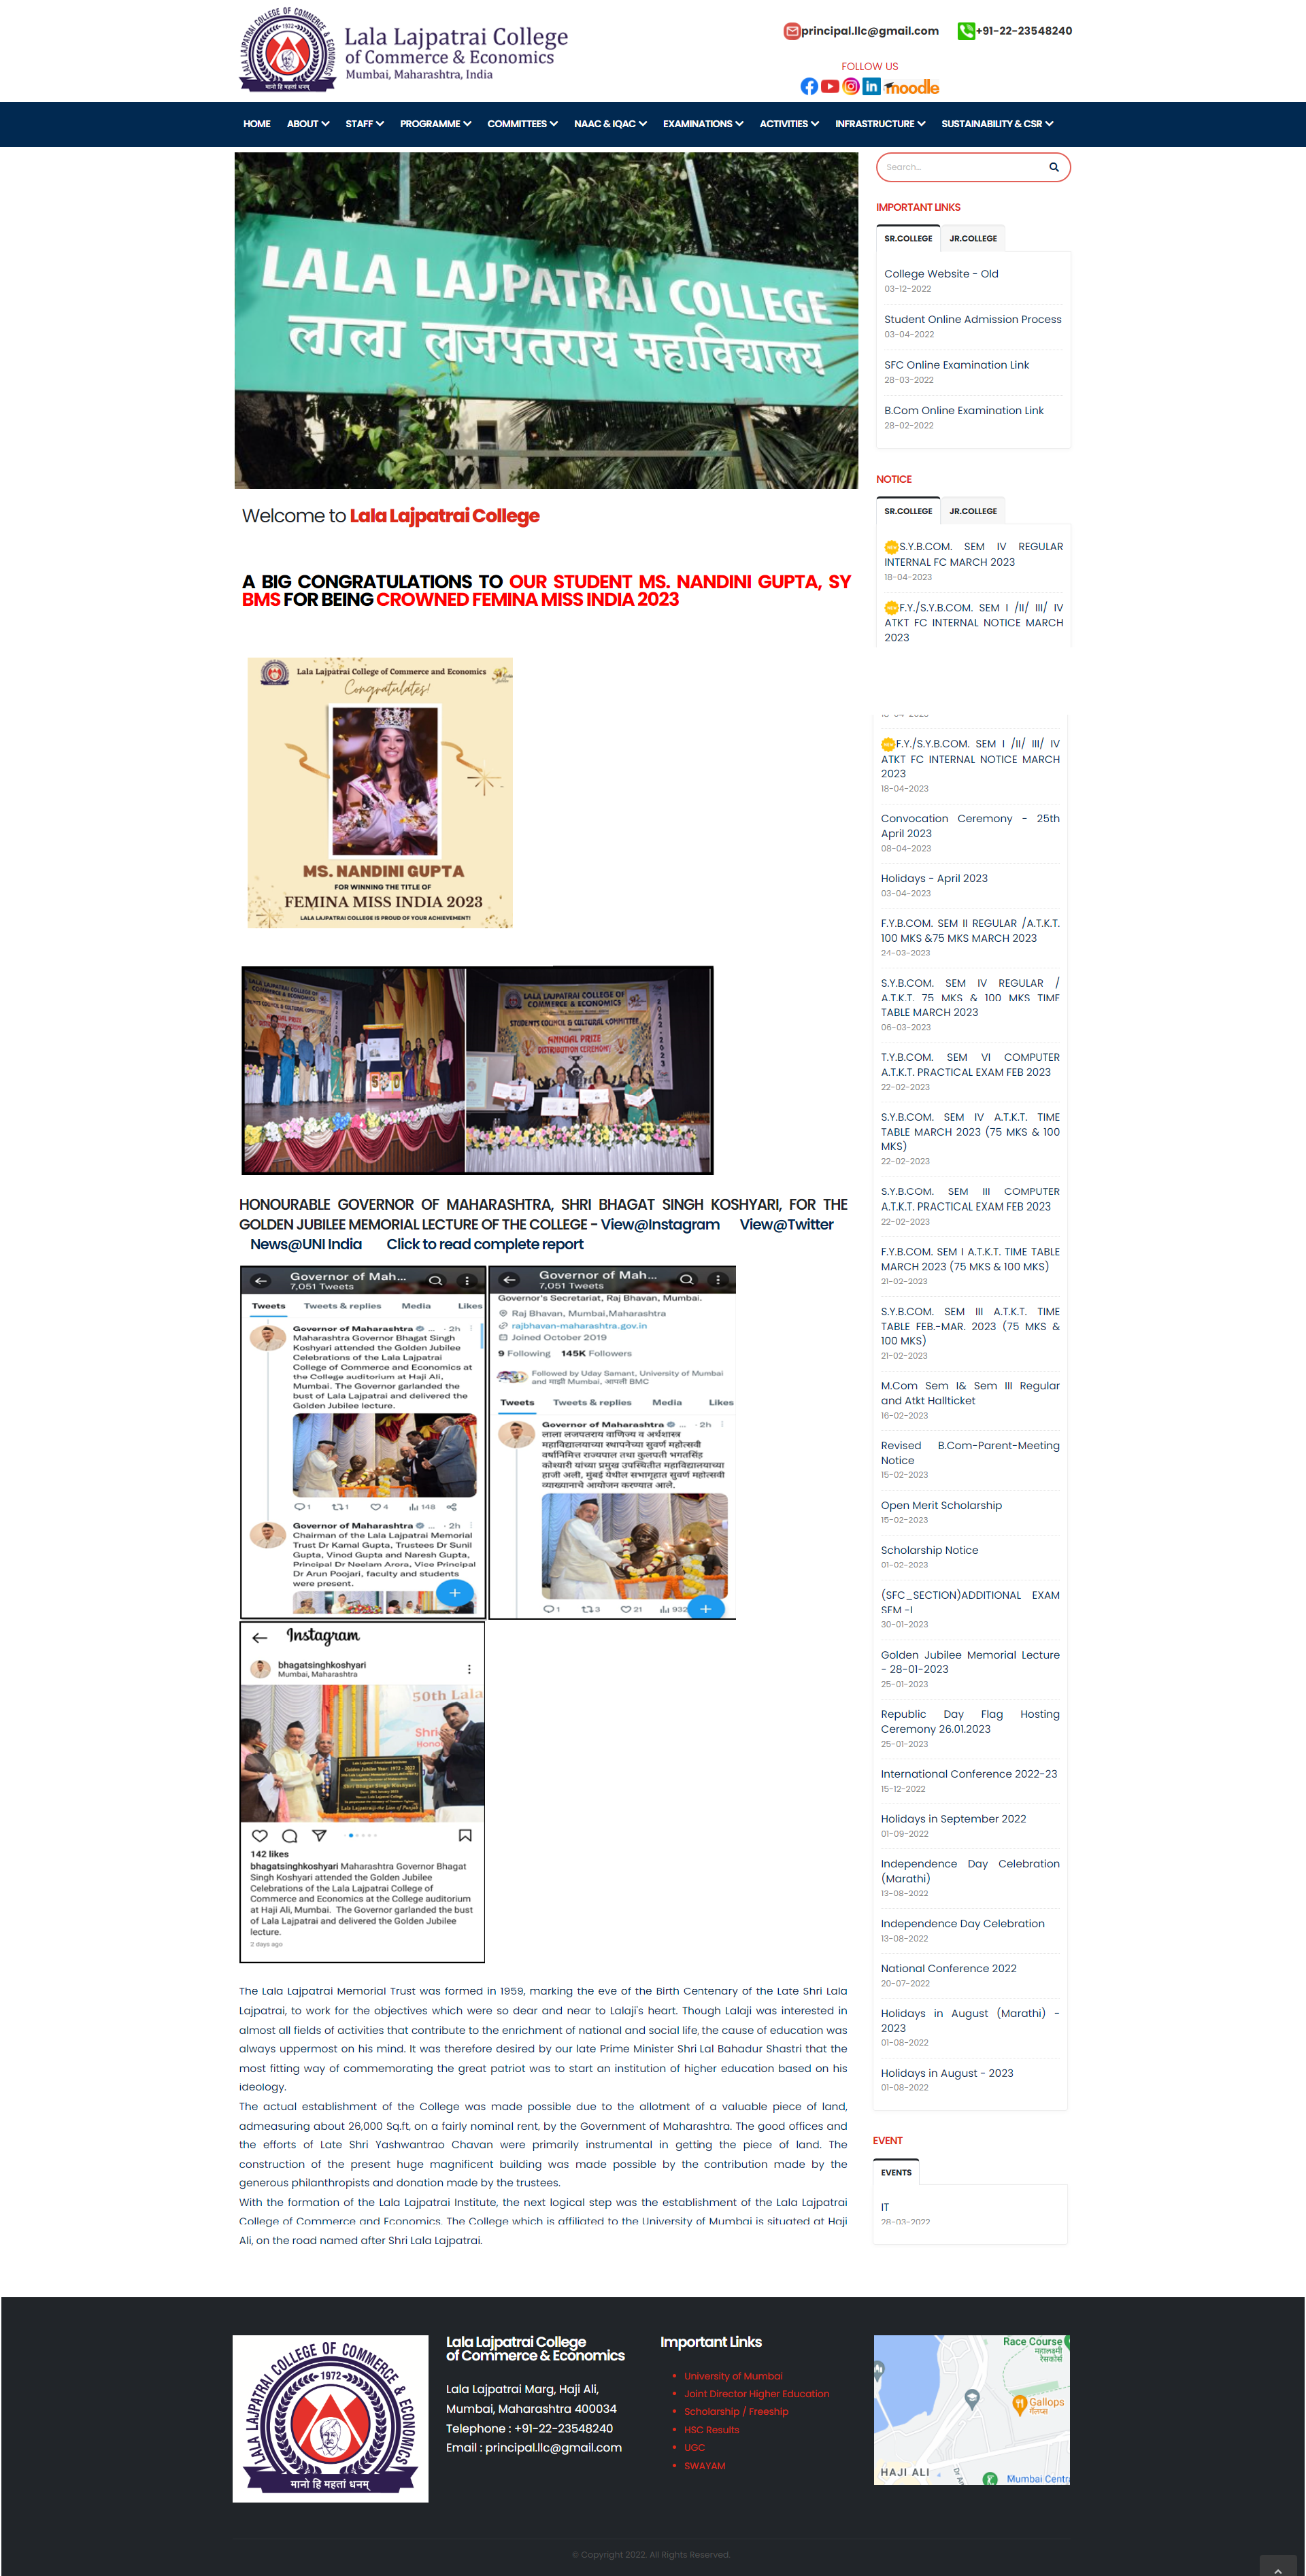 LALA LAJPATRAI COLLEGE OF COMMERCE & ECONOMICS
1972
मानो हि महतां धनम्
Lala Lajpatrai College
of Commerce & Economics
Mumbai, Maharashtra, India
principal.llc@gmail.com
+91-22-23548240
FOLLOW US
moodle
HOME ABOUT STAFF PROGRAMME COMMITTEES NAAC & IQAC EXAMINATIONS ACTIVITIES INFRASTRUCTURE SUSTAINABILITY & CSR
LALA LAJPATRAI COLLEGE
लाला लाजपतराय महाविद्यालय
Welcome to Lala Lajpatrai College
A BIG CONGRATULATIONS TO OUR STUDENT MS. NANDINI GUPTA, SY
BMS FOR BEING CROWNED FEMINA MISS INDIA 2023
Lala Lajpatrai College of Commerce and Economics
Congratulates!
MS. NANDINI GUPTA
FOR WINNING THE TITLE OF
FEMINA MISS INDIA 2023
LALA LAJPATRAI COLLEGE IS PROUD OF YOUR ACHIEVEMENT!
LALA LAJPATRAI COLLEGE OF
COMMERCE & ECONOMICS
STUDENTS COUNCIL & CULTURAL COMMITTEE
ANNUAL PRIZE
DISTRIBUTION CEREMONY
2022-2023
HONOURABLE GOVERNOR OF MAHARASHTRA, SHRI BHAGAT SINGH KOSHYARI, FOR THE
GOLDEN JUBILEE MEMORIAL LECTURE OF THE COLLEGE - View@Instagram View@Twitter
News@UNI India Click to read complete report
Governor of Mah...
7,051 Tweets
Tweets Tweets & replies Media Likes
Governor of Maharashtra ... · 2h
Maharashtra Governor Bhagat Singh
Koshyari attended the Golden Jubilee
Celebrations of the Lala Lajpatrai
College of Commerce and Economics at
the College auditorium at Haji Ali,
Mumbai. The Governor garlanded the
bust of Lala Lajpatrai and delivered the
Golden Jubilee lecture.
1 1 4 148
Governor of Maharashtra ... · 2h
Chairman of the Lala Lajpatrai Memorial
Trust Dr Kamal Gupta, Trustees Dr Sunil
Gupta, Vinod Gupta and Naresh Gupta,
Principal Dr Neelam Arora, Vice Principal
Dr Arun Poojari, faculty and students
were present.
Governor of Mah...
7,051 Tweets
Governor's Secretariat, Raj Bhavan, Mumbai.
Raj Bhavan, Mumbai,Maharashtra
rajbhavan-maharashtra.gov.in
Joined October 2019
9 Following 145K Followers
Followed by Uday Samant, University of Mumbai
and माझी Mumbai, आपली BMC
Tweets Tweets & replies Media Likes
Governor of Maharashtra ... · 2h
लाला लजपतराय वाणिज्य व अर्थशास्त्र
महाविद्यालयाच्या स्थापनेच्या सुवर्ण महोत्सवी
वर्षानिमित्त राज्यपाल तथा कुलपती भगतसिंह
कोश्यारी यांच्या प्रमुख उपस्थितीत महाविद्यालयाच्या
हाजी अली, मुंबई येथील सभागृहात सुवर्ण महोत्सवी
व्याख्यानाचे आयोजन करण्यात आले.
1 3 21 932
Instagram
bhagatsinghkoshyari
Mumbai, Maharashtra
50th Lala
Shri
Hono
Golden Jubilee Year: 1972 - 2022
142 likes
bhagatsinghkoshyari Maharashtra Governor Bhagat
Singh Koshyari attended the Golden Jubilee
Celebrations of the Lala Lajpatrai College of
Commerce and Economics at the College auditorium
at Haji Ali, Mumbai. The Governor garlanded the bust
of Lala Lajpatrai and delivered the Golden Jubilee
lecture.
2 days ago
The Lala Lajpatrai Memorial Trust was formed in 1959, marking the eve of the Birth Centenary of the Late Shri Lala
Lajpatrai, to work for the objectives which were so dear and near to Lalaji's heart. Though Lalaji was interested in
almost all fields of activities that contribute to the enrichment of national and social life, the cause of education was
always uppermost on his mind. It was therefore desired by our late Prime Minister Shri Lal Bahadur Shastri that the
most fitting way of commemorating the great patriot was to start an institution of higher education based on his
ideology.
The actual establishment of the College was made possible due to the allotment of a valuable piece of land,
admeasuring about 26,000 Sq.ft, on a fairly nominal rent, by the Government of Maharashtra. The good offices and
the efforts of Late Shri Yashwantrao Chavan were primarily instrumental in getting the piece of land. The
construction of the present huge magnificent building was made possible by the contribution made by the
generous philanthropists and donation made by the trustees.
With the formation of the Lala Lajpatrai Institute, the next logical step was the establishment of the Lala Lajpatrai
College of Commerce and Economics. The College which is affiliated to the University of Mumbai is situated at Haji
Ali, on the road named after Shri Lala Lajpatrai.
Search...
IMPORTANT LINKS
SR.COLLEGE JR.COLLEGE
College Website - Old
03-12-2022
Student Online Admission Process
03-04-2022
SFC Online Examination Link
28-03-2022
B.Com Online Examination Link
28-02-2022
NOTICE
SR.COLLEGE JR.COLLEGE
S.Y.B.COM. SEM IV REGULAR
INTERNAL FC MARCH 2023
18-04-2023
F.Y./S.Y.B.COM. SEM I /II/ III/ IV
ATKT FC INTERNAL NOTICE MARCH
2023
18-04-2023
F.Y./S.Y.B.COM. SEM I /II/ III/ IV
ATKT FC INTERNAL NOTICE MARCH
2023
18-04-2023
Convocation Ceremony - 25th
April 2023
08-04-2023
Holidays - April 2023
03-04-2023
F.Y.B.COM. SEM II REGULAR /A.T.K.T.
100 MKS &75 MKS MARCH 2023
24-03-2023
S.Y.B.COM. SEM IV REGULAR /
A.T.K.T. 75 MKS & 100 MKS TIME
TABLE MARCH 2023
06-03-2023
T.Y.B.COM. SEM VI COMPUTER
A.T.K.T. PRACTICAL EXAM FEB 2023
22-02-2023
S.Y.B.COM. SEM IV A.T.K.T. TIME
TABLE MARCH 2023 (75 MKS & 100
MKS)
22-02-2023
S.Y.B.COM. SEM III COMPUTER
A.T.K.T. PRACTICAL EXAM FEB 2023
22-02-2023
F.Y.B.COM. SEM I A.T.K.T. TIME TABLE
MARCH 2023 (75 MKS & 100 MKS)
21-02-2023
S.Y.B.COM. SEM III A.T.K.T. TIME
TABLE FEB.-MAR. 2023 (75 MKS &
100 MKS)
21-02-2023
M.Com Sem I& Sem III Regular
and Atkt Hallticket
16-02-2023
Revised B.Com-Parent-Meeting
Notice
15-02-2023
Open Merit Scholarship
15-02-2023
Scholarship Notice
01-02-2023
(SFC_SECTION)ADDITIONAL EXAM
SEM -I
30-01-2023
Golden Jubilee Memorial Lecture
- 28-01-2023
25-01-2023
Republic Day Flag Hosting
Ceremony 26.01.2023
25-01-2023
International Conference 2022-23
15-12-2022
Holidays in September 2022
01-09-2022
Independence Day Celebration
(Marathi)
13-08-2022
Independence Day Celebration
13-08-2022
National Conference 2022
20-07-2022
Holidays in August (Marathi) -
2023
01-08-2022
Holidays in August - 2023
01-08-2022
EVENT
EVENTS
IT
28-03-2022
LALA LAJPATRAI COLLEGE OF COMMERCE & ECONOMICS
1972
मानो हि महतां धनम्
Lala Lajpatrai College
of Commerce & Economics
Lala Lajpatrai Marg, Haji Ali,
Mumbai, Maharashtra 400034
Telephone : +91-22-23548240
Email : principal.llc@gmail.com
Important Links
University of Mumbai
Joint Director Higher Education
Scholarship / Freeship
HSC Results
UGC
SWAYAM
Race Course
महालक्ष्मी
रेसकोर्स
Gallops
गॅलप्स
HAJI ALI
Dr An
Mumbai Centr
© Copyright 2022. All Rights Reserved.